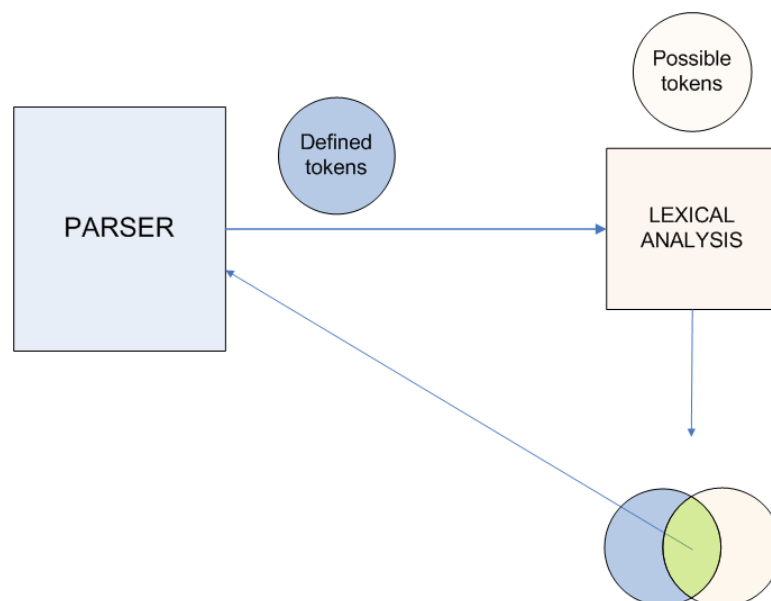 Possible
tokens
Defined
tokens
PARSER
LEXICAL
ANALYSIS